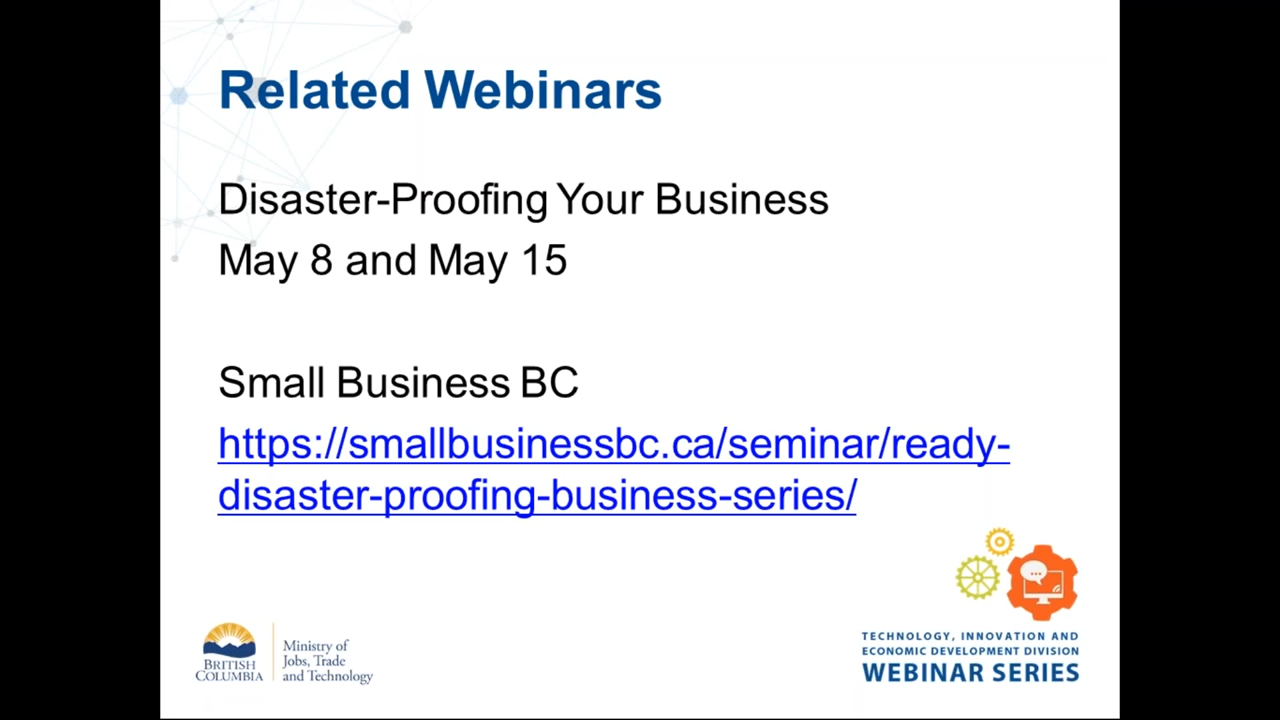 Related Webinars
Disaster-Proofing Your Business
May 8 and May 15
Small Business BC
https://smallbusinessbc.ca/seminar/ready-
disaster-proofing-business-series/
BRITISH
COLUMBIA
Ministry of
Jobs, Trade
and Technology
TECHNOLOGY, INNOVATION AND
ECONOMIC DEVELOPMENT DIVISION
WEBINAR SERIES